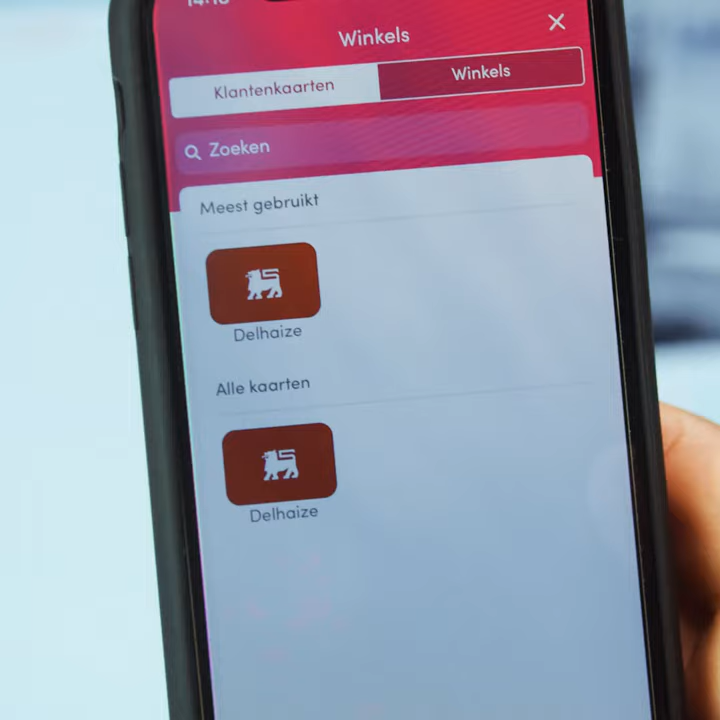 Winkels
Klantenkaarten
Winkels
Zoeken
Meest gebruikt
Delhaize
Alle kaarten
Delhaize